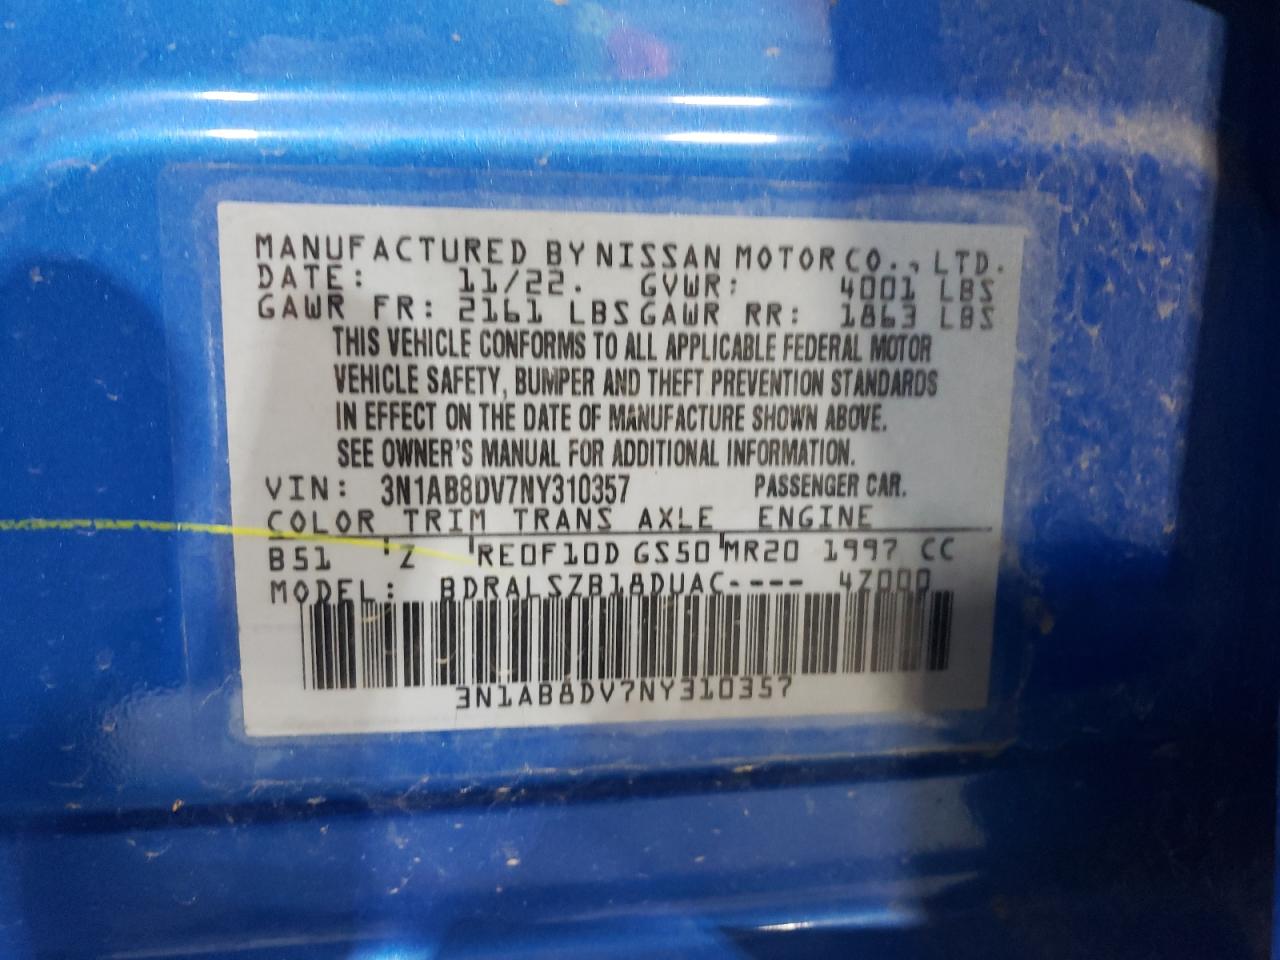 MANUFACTURED BY NISSAN MOTOR CO., LTD.
DATE: 11/22. GVWR: 4001 LBS
GAWR FR: 2161 LBS GAWR RR: 1863 LBS
THIS VEHICLE CONFORMS TO ALL APPLICABLE FEDERAL MOTOR
VEHICLE SAFETY, BUMPER AND THEFT PREVENTION STANDARDS
IN EFFECT ON THE DATE OF MANUFACTURE SHOWN ABOVE.
SEE OWNER'S MANUAL FOR ADDITIONAL INFORMATION.
VIN: 3N1AB8DV7NY310357 PASSENGER CAR.
COLOR TRIM TRANS AXLE ENGINE
B51 Z RE0F10D GS50 MR20 1997 CC
MODEL: BDRALSZB18DUAC---- 4Z000
3N1AB8DV7NY310357